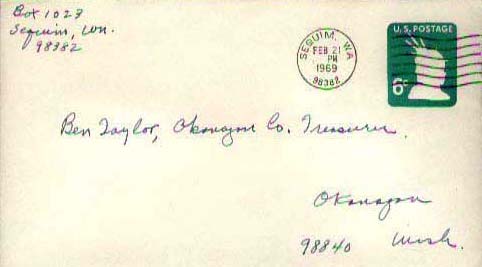 Box 1023
Sequim, Wn.
98382
SEQUIM, WA
FEB 21
PM
1969
98382
U.S. POSTAGE
6c
Ben Taylor, Okanogan Co. Treasurer.
Okanogan
98840 Wash.